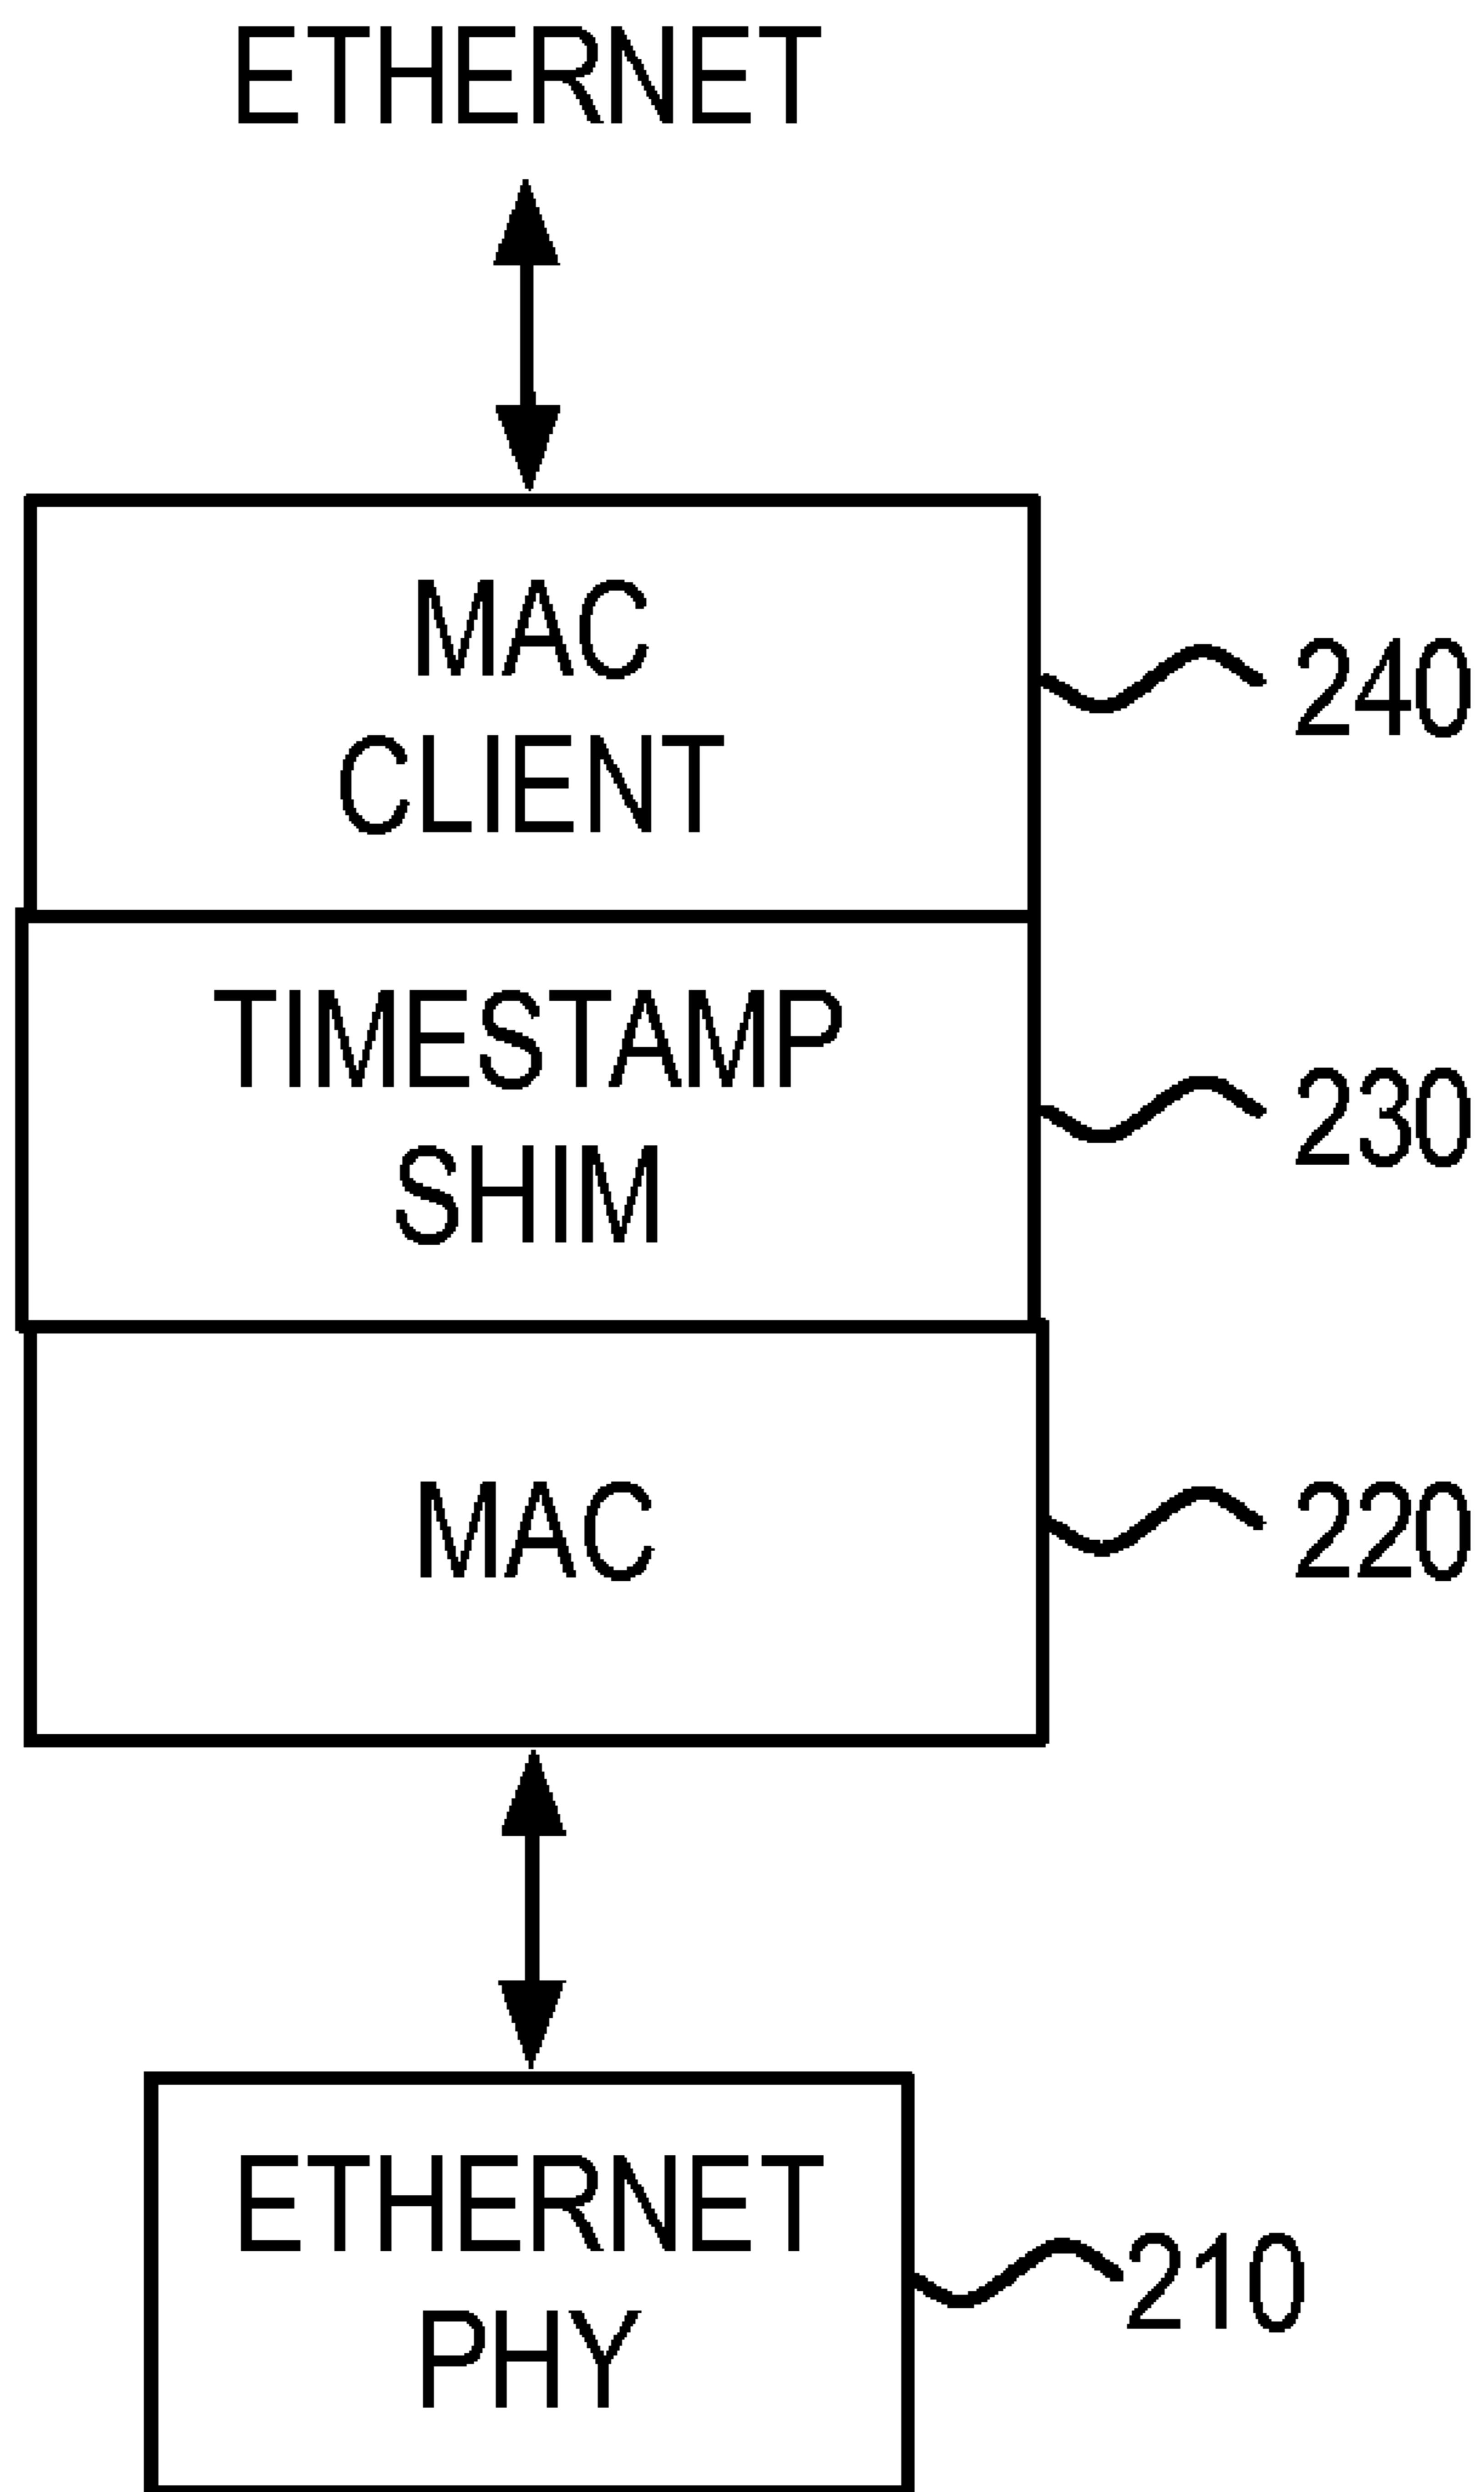 ETHERNET
MAC
CLIENT
240
TIMESTAMP
SHIM
230
MAC
220
ETHERNET
PHY
210